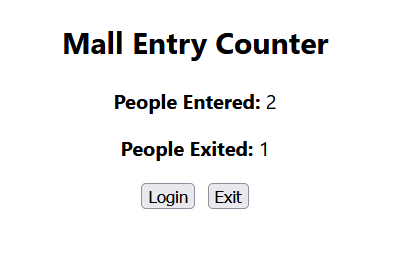 Mall Entry Counter
People Entered: 2
People Exited: 1
Login Exit